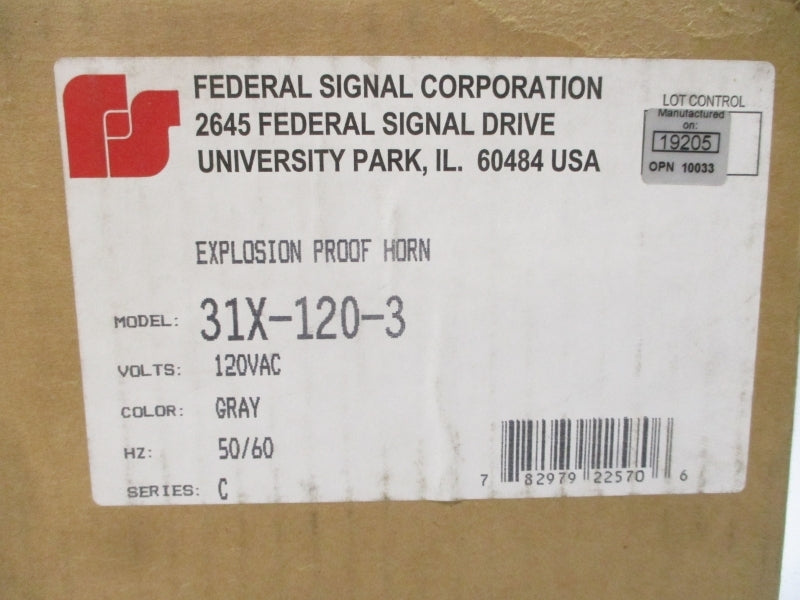 FS
FEDERAL SIGNAL CORPORATION
2645 FEDERAL SIGNAL DRIVE
UNIVERSITY PARK, IL. 60484 USA
LOT CONTROL
Manufactured
on:
19205
OPN 10033
EXPLOSION PROOF HORN
MODEL: 31X-120-3
VOLTS: 120VAC
COLOR: GRAY
HZ: 50/60
SERIES: C
7 82979 22570 6